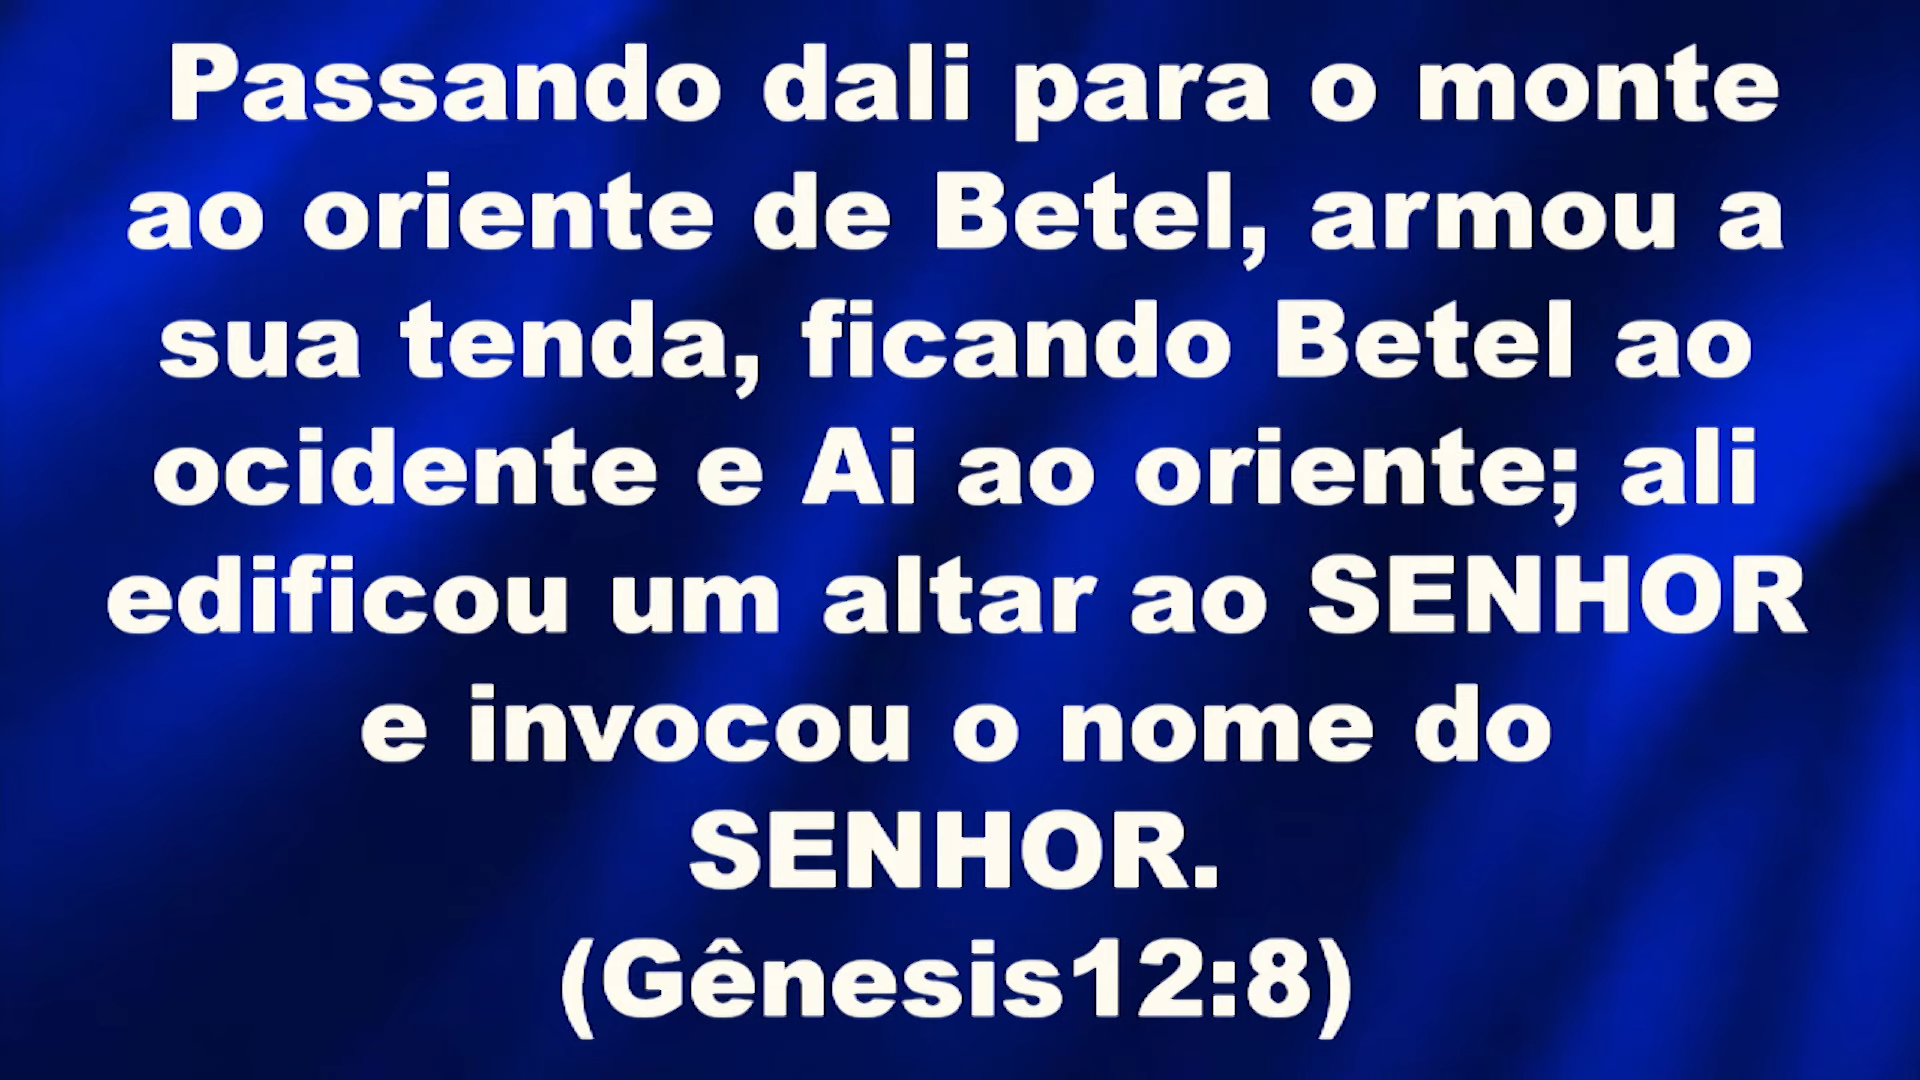 Passando dali para o monte
ao oriente de Betel, armou a
sua tenda, ficando Betel ao
ocidente e Ai ao oriente; ali
edificou um altar ao SENHOR
e invocou o nome do
SENHOR.
(Gênesis12:8)